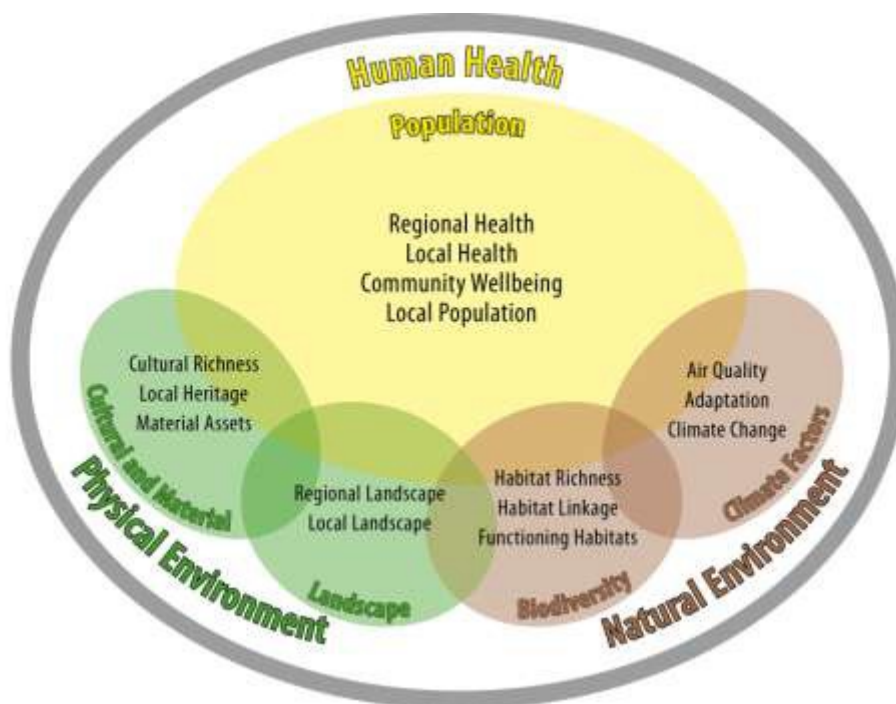 Human Health
Population
Regional Health
Local Health
Community Wellbeing
Local Population
Cultural Richness
Local Heritage
Material Assets
Cultural and Material
Physical Environment
Regional Landscape
Local Landscape
Landscape
Habitat Richness
Habitat Linkage
Functioning Habitats
Biodiversity
Air Quality
Adaptation
Climate Change
Climate Factors
Natural Environment